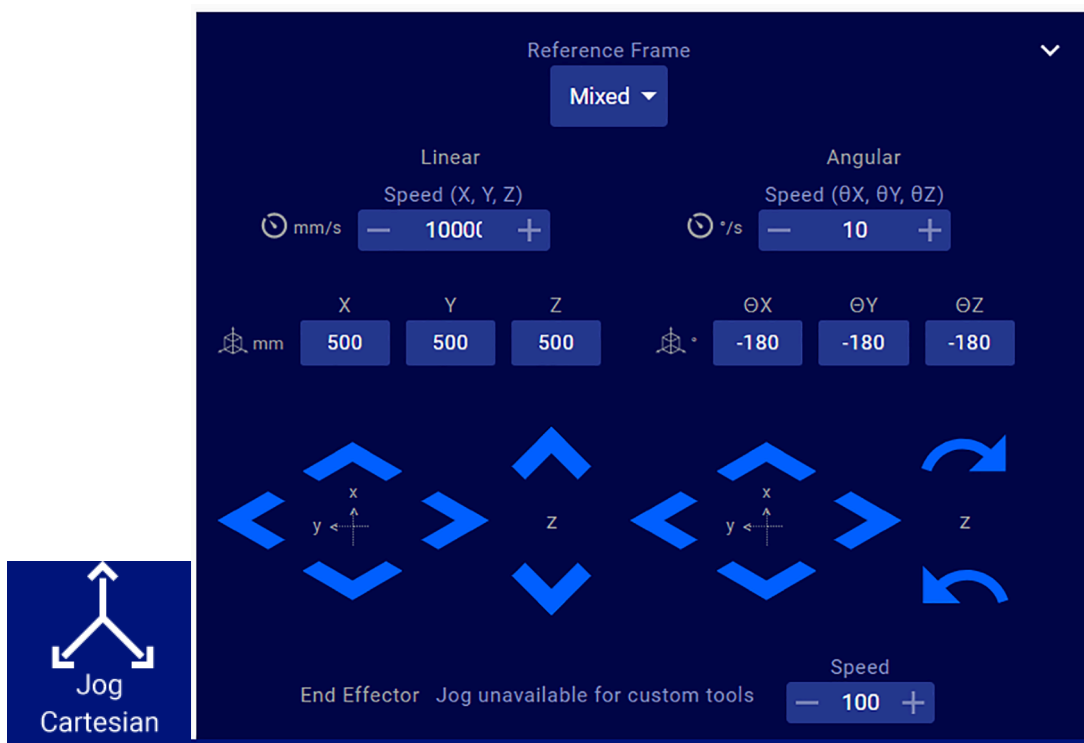 Reference Frame
Mixed
Linear
Angular
Speed (X, Y, Z)
Speed (θX, θY, θZ)
mm/s − 1000 +
°/s − 10 +
X Y Z
ΘX ΘY ΘZ
mm 500 500 500
° -180 -180 -180
x
y
z
x
y
z
Jog
Cartesian
End Effector Jog unavailable for custom tools
Speed
− 100 +